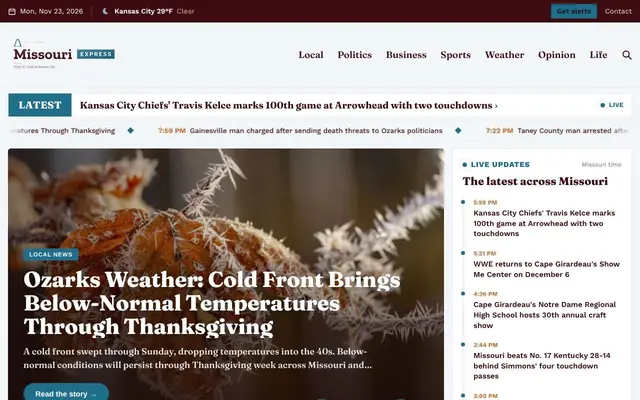 Mon, Nov 23, 2026
Kansas City 29°F Clear
Get alerts
Contact
Missouri EXPRESS
Local
Politics
Business
Sports
Weather
Opinion
Life
LATEST
Kansas City Chiefs' Travis Kelce marks 100th game at Arrowhead with two touchdowns ›
LIVE
eratures Through Thanksgiving
7:59 PM Gainesville man charged after sending death threats to Ozarks politicians
7:22 PM Taney County man arrested afte
LOCAL NEWS
Ozarks Weather: Cold Front Brings
Below-Normal Temperatures
Through Thanksgiving
A cold front swept through Sunday, dropping temperatures into the 40s. Below-
normal conditions will persist through Thanksgiving week across Missouri and...
Read the story →
LIVE UPDATES
Missouri time
The latest across Missouri
5:59 PM
Kansas City Chiefs' Travis Kelce marks
100th game at Arrowhead with two
touchdowns
5:21 PM
WWE returns to Cape Girardeau's Show
Me Center on December 6
4:26 PM
Cape Girardeau's Notre Dame Regional
High School hosts 30th annual craft
show
3:44 PM
Missouri beats No. 17 Kentucky 28-14
behind Simmons' four touchdown
passes
3:00 PM